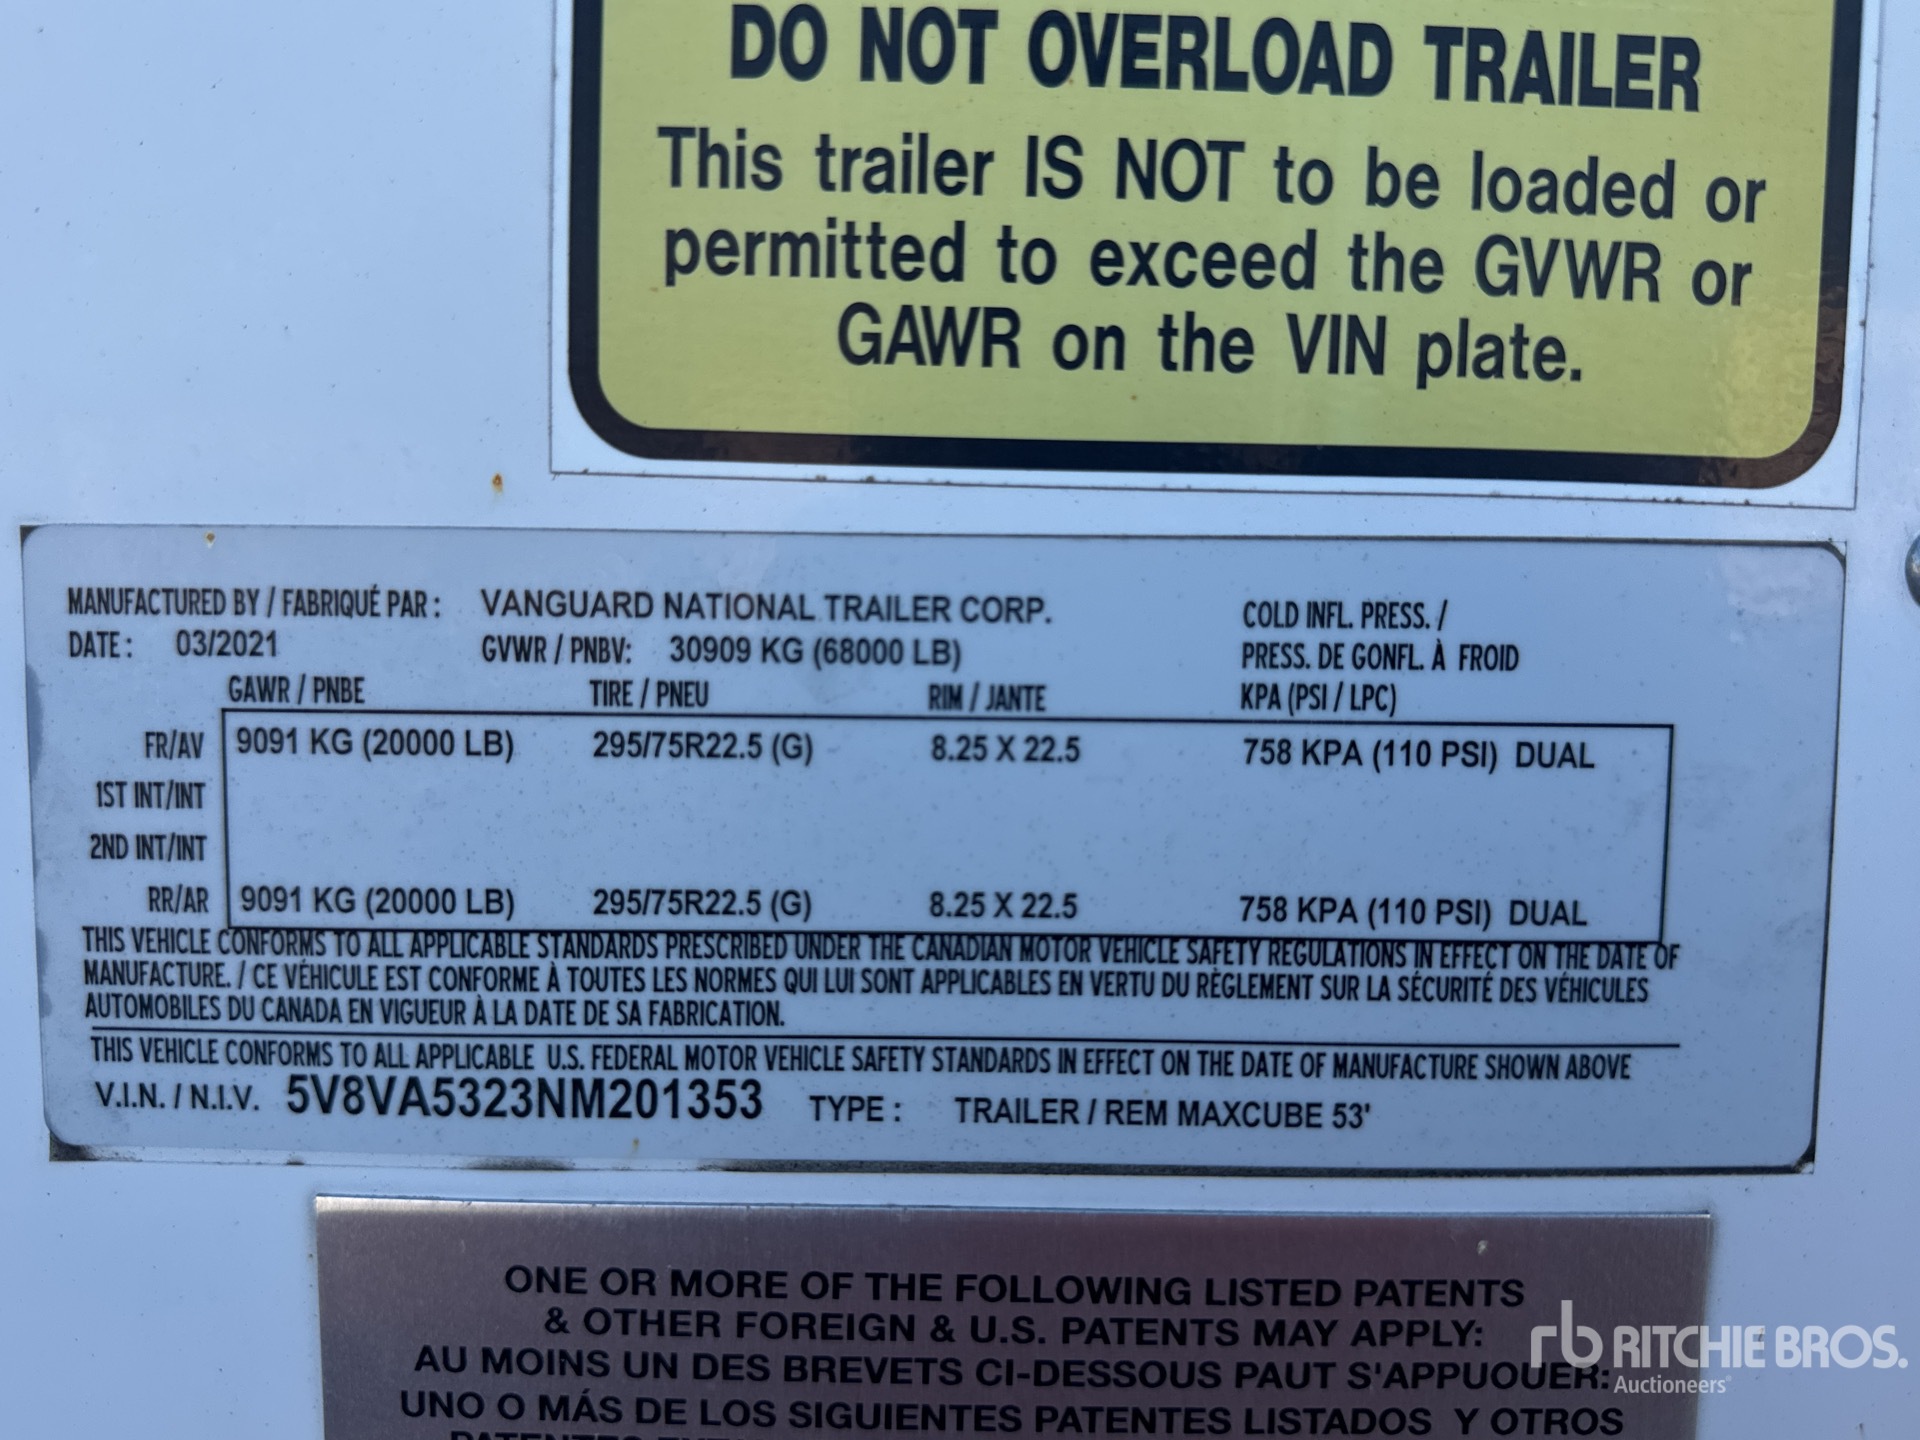 DO NOT OVERLOAD TRAILER
This trailer IS NOT to be loaded or
permitted to exceed the GVWR or
GAWR on the VIN plate.
MANUFACTURED BY / FABRIQUÉ PAR : VANGUARD NATIONAL TRAILER CORP. COLD INFL. PRESS. /
DATE : 03/2021 GVWR / PNBV: 30909 KG (68000 LB) PRESS. DE GONFL. À FROID
GAWR / PNBE TIRE / PNEU RIM / JANTE KPA (PSI / LPC)
FR/AV 9091 KG (20000 LB) 295/75R22.5 (G) 8.25 X 22.5 758 KPA (110 PSI) DUAL
1ST INT/INT
2ND INT/INT
RR/AR 9091 KG (20000 LB) 295/75R22.5 (G) 8.25 X 22.5 758 KPA (110 PSI) DUAL
THIS VEHICLE CONFORMS TO ALL APPLICABLE STANDARDS PRESCRIBED UNDER THE CANADIAN MOTOR VEHICLE SAFETY REGULATIONS IN EFFECT ON THE DATE OF
MANUFACTURE. / CE VÉHICULE EST CONFORME À TOUTES LES NORMES QUI LUI SONT APPLICABLES EN VERTU DU RÈGLEMENT SUR LA SÉCURITÉ DES VÉHICULES
AUTOMOBILES DU CANADA EN VIGUEUR À LA DATE DE SA FABRICATION.
THIS VEHICLE CONFORMS TO ALL APPLICABLE U.S. FEDERAL MOTOR VEHICLE SAFETY STANDARDS IN EFFECT ON THE DATE OF MANUFACTURE SHOWN ABOVE
V.I.N. / N.I.V. 5V8VA5323NM201353 TYPE : TRAILER / REM MAXCUBE 53'
ONE OR MORE OF THE FOLLOWING LISTED PATENTS
& OTHER FOREIGN & U.S. PATENTS MAY APPLY:
AU MOINS UN DES BREVETS CI-DESSOUS PAUT S'APPUOUER:
UNO O MÁS DE LOS SIGUIENTES PATENTES LISTADOS Y OTROS
rb RITCHIE BROS.
Auctioneers